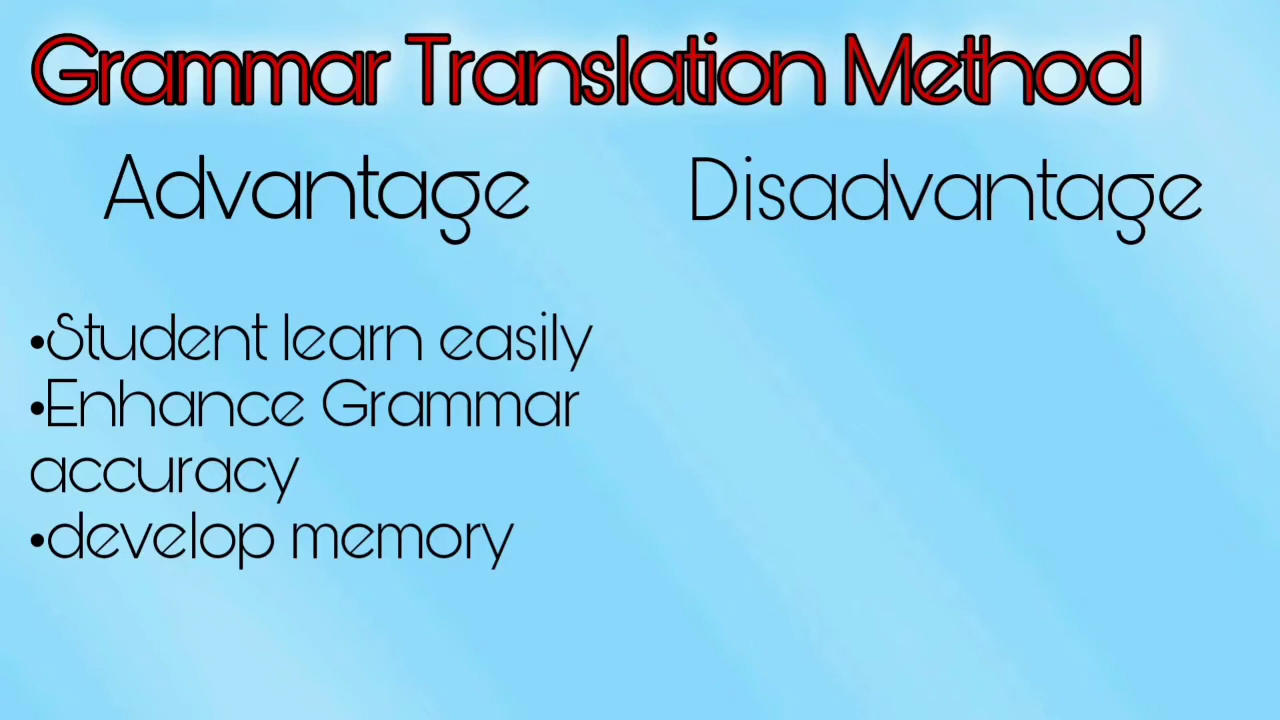 Grammar Translation Method
Advantage
Disadvantage
•Student learn easily
•Enhance Grammar
accuracy
•develop memory